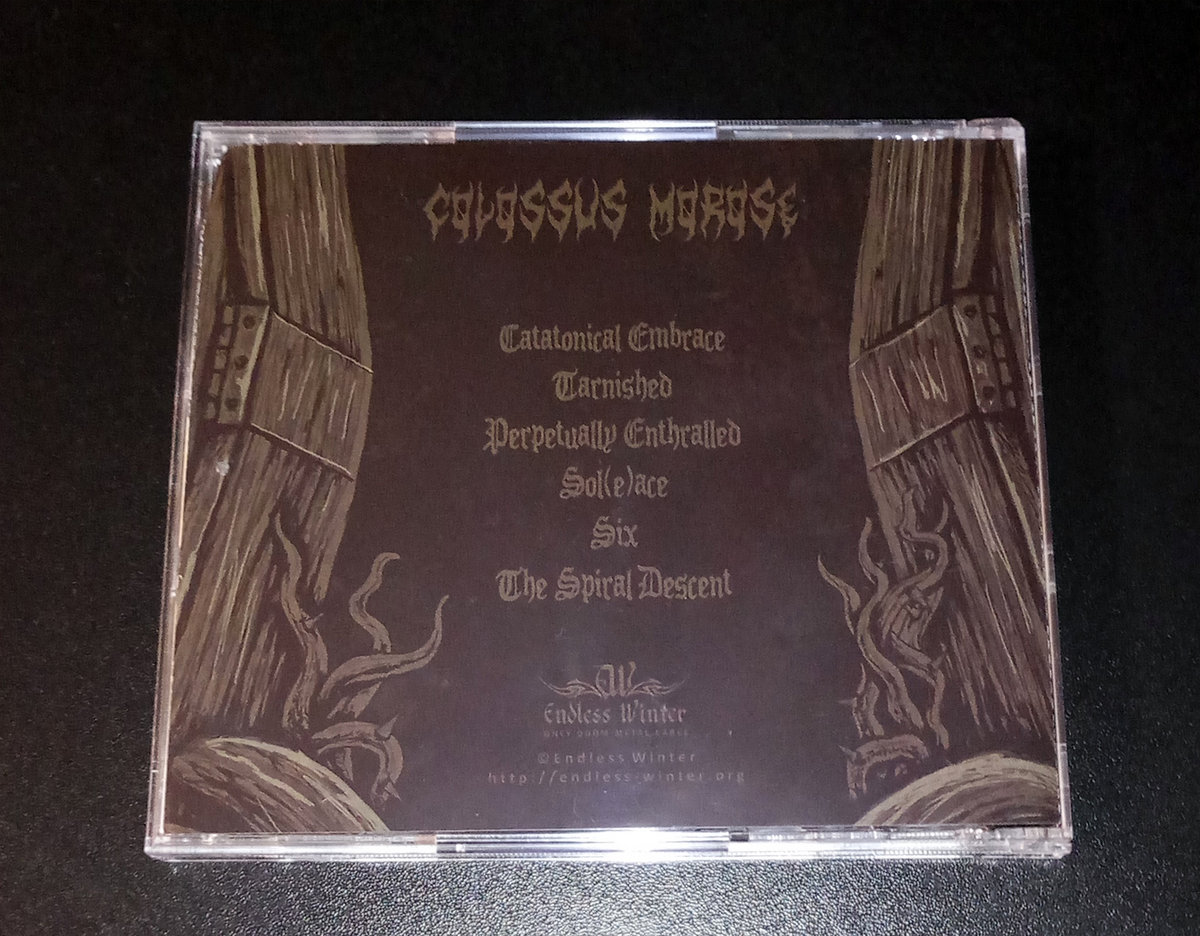 COLOSSUS MOROSE
Catatonical Embrace
Tarnished
Perpetually Enthralled
Sol(e)ace
Six
The Spiral Descent
EW
Endless Winter
ONLY DOOM METAL LABEL
©Endless Winter
http://endless-winter.org